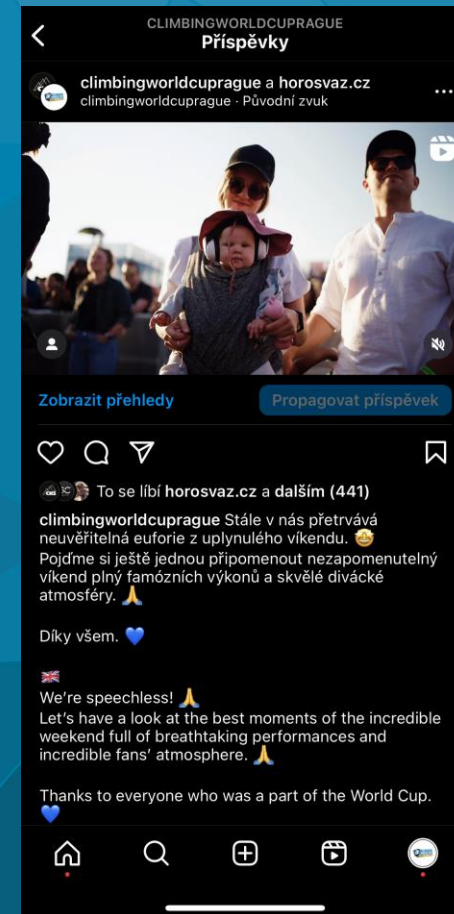 CLIMBINGWORLDCUPRAGUE
Příspěvky
climbingworldcuprague a horosvaz.cz
climbingworldcuprague · Původní zvuk
Zobrazit přehledy
Propagovat příspěvek
To se líbí horosvaz.cz a dalším (441)
climbingworldcuprague Stále v nás přetrvává
neuvěřitelná euforie z uplynulého víkendu. 🤩
Pojďme si ještě jednou připomenout nezapomenutelný
víkend plný famózních výkonů a skvělé divácké
atmosféry. 🙏
Díky všem. 💙
🇬🇧
We're speechless! 🙏
Let's have a look at the best moments of the incredible
weekend full of breathtaking performances and
incredible fans' atmosphere. 🙏
Thanks to everyone who was a part of the World Cup.
💙